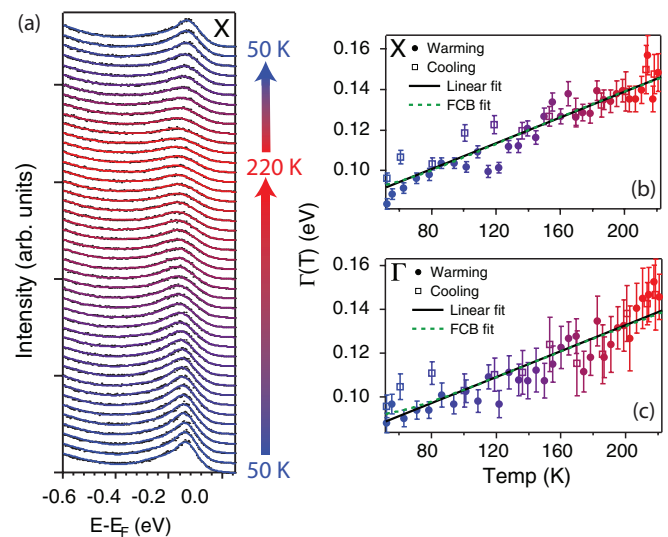 (a)
X
50 K
220 K
50 K
Intensity (arb. units)
-0.6
-0.4
-0.2
0.0
E-EF (eV)
X
Warming
Cooling
Linear fit
FCB fit
(b)
0.16
0.14
0.12
0.10
80
120
160
200
Γ(T) (eV)
Γ
Warming
Cooling
Linear fit
FCB fit
(c)
0.16
0.14
0.12
0.10
80
120
160
200
Temp (K)